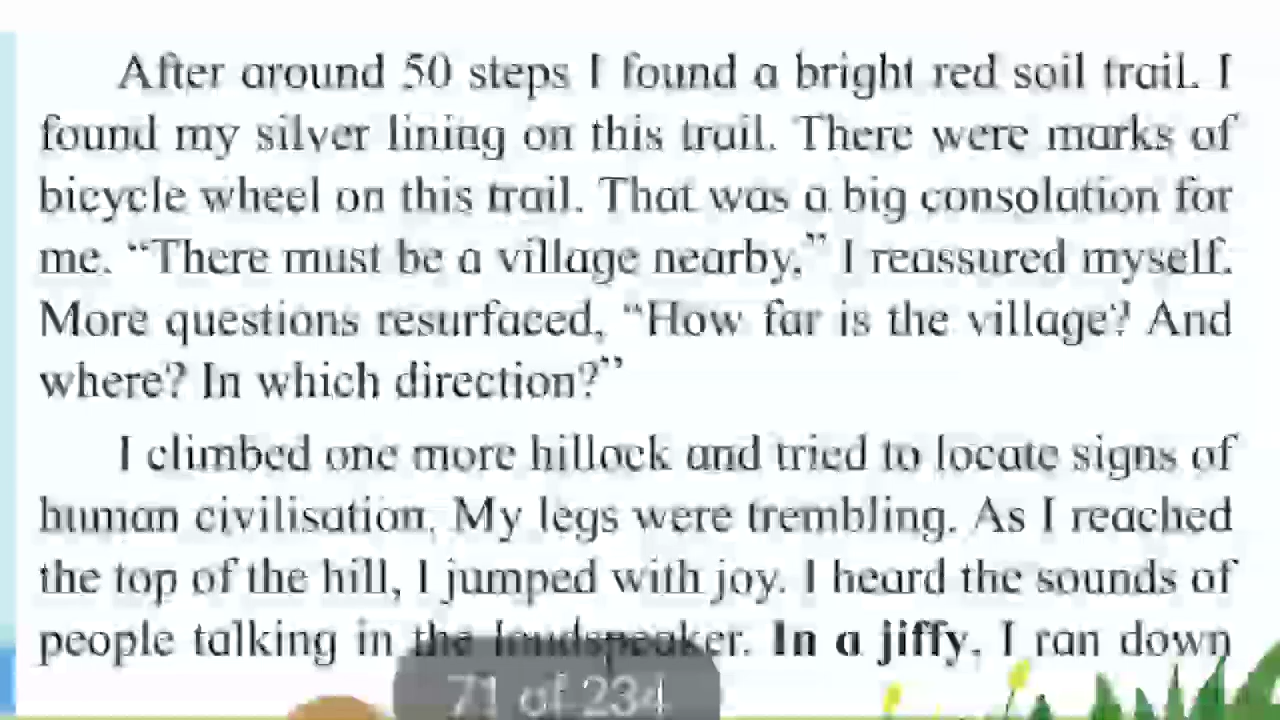 After around 50 steps I found a bright red soil trail. I
found my silver lining on this trail. There were marks of
bicycle wheel on this trail. That was a big consolation for
me. “There must be a village nearby,” I reassured myself.
More questions resurfaced, “How far is the village? And
where? In which direction?”
I climbed one more hillock and tried to locate signs of
human civilisation. My legs were trembling. As I reached
the top of the hill, I jumped with joy. I heard the sounds of
people talking in the loudspeaker. In a jiffy, I ran down
71 of 234